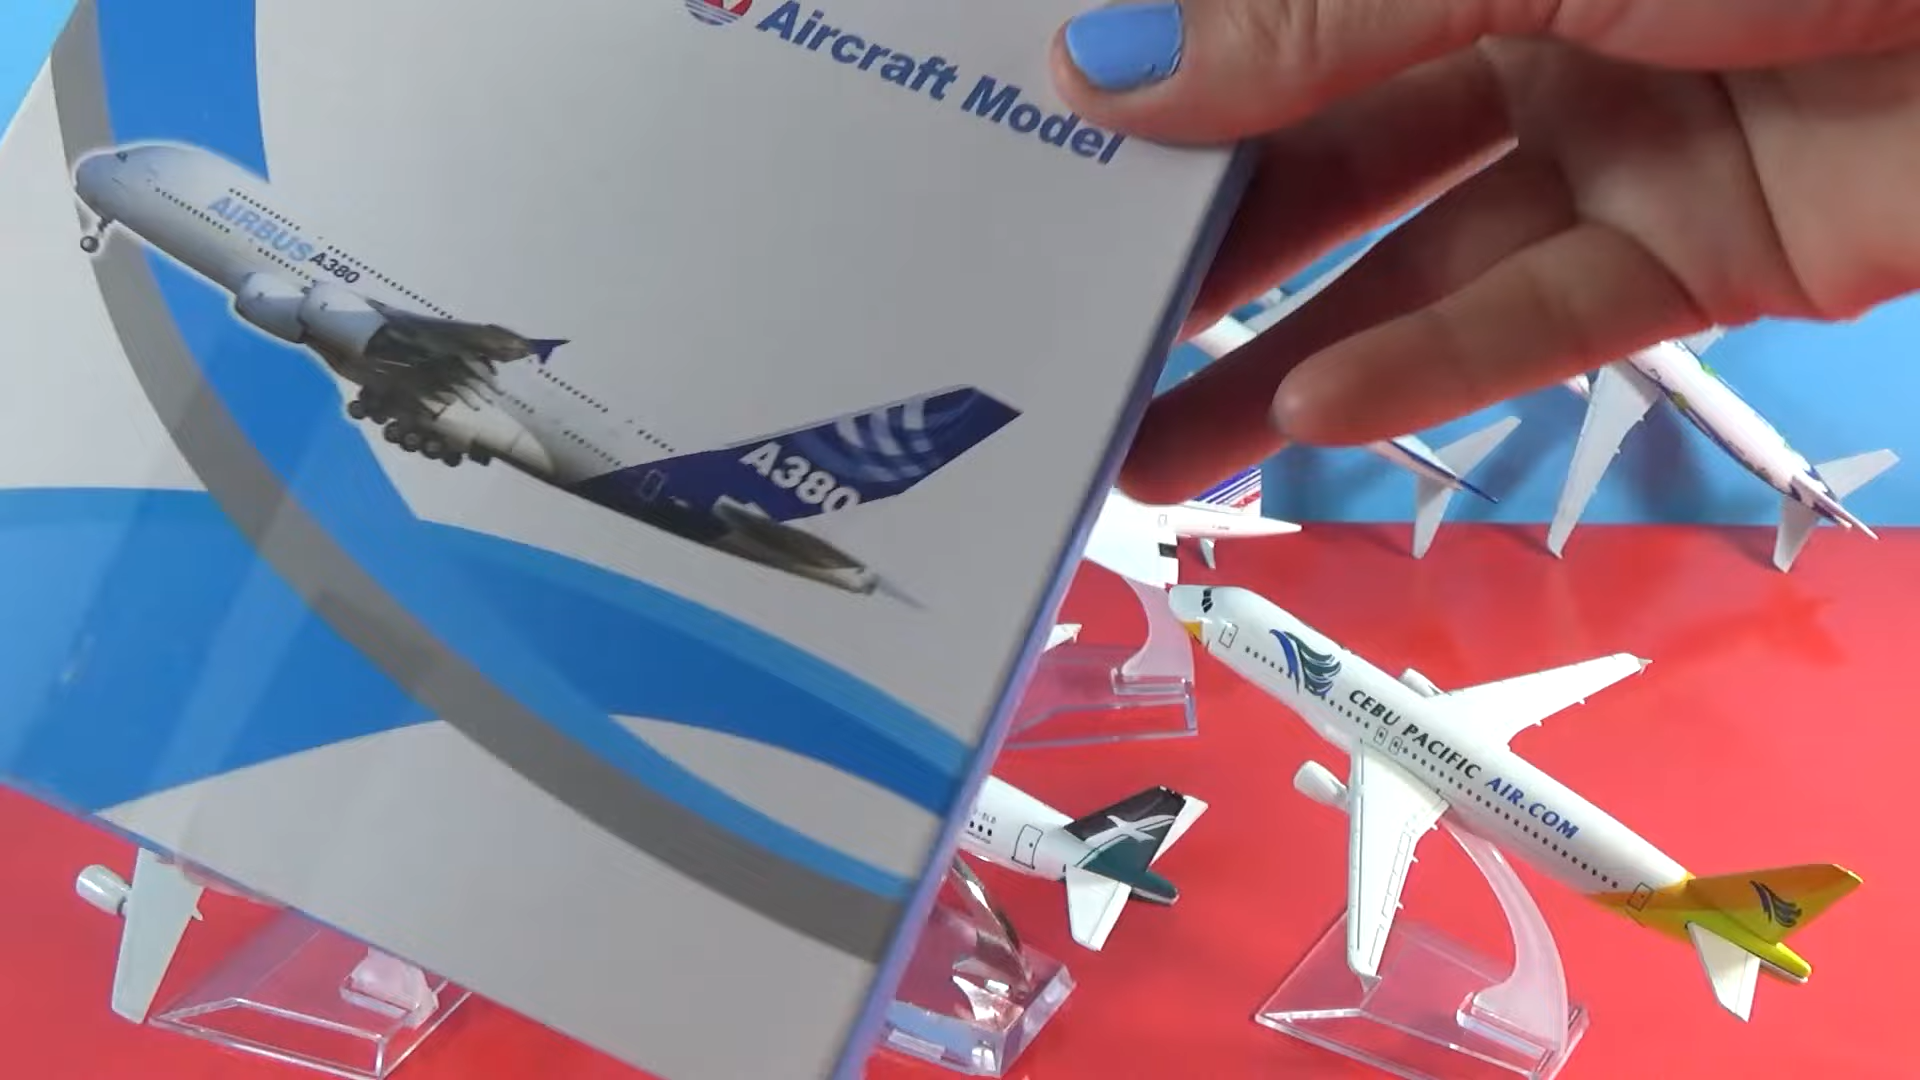 Aircraft Model
AIRBUS A380
A380
CEBU PACIFIC AIR.COM